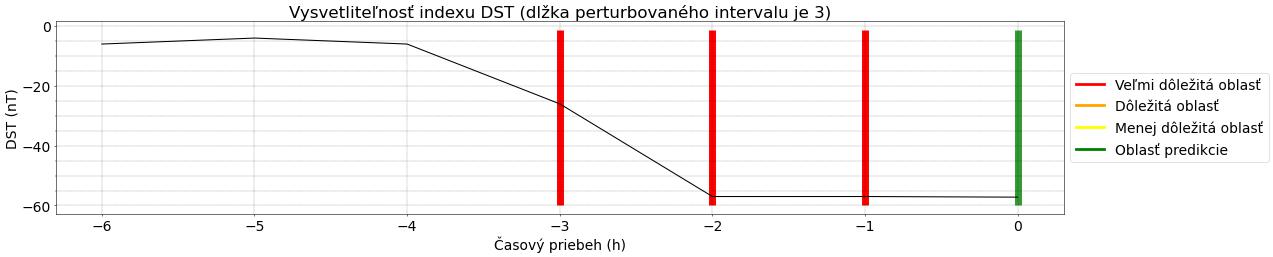 Vysvetliteľnosť indexu DST (dĺžka perturbovaného intervalu je 3)
DST (nT)
0
−20
−40
−60
−6 −5 −4 −3 −2 −1 0
Časový priebeh (h)
Veľmi dôležitá oblasť
Dôležitá oblasť
Menej dôležitá oblasť
Oblasť predikcie